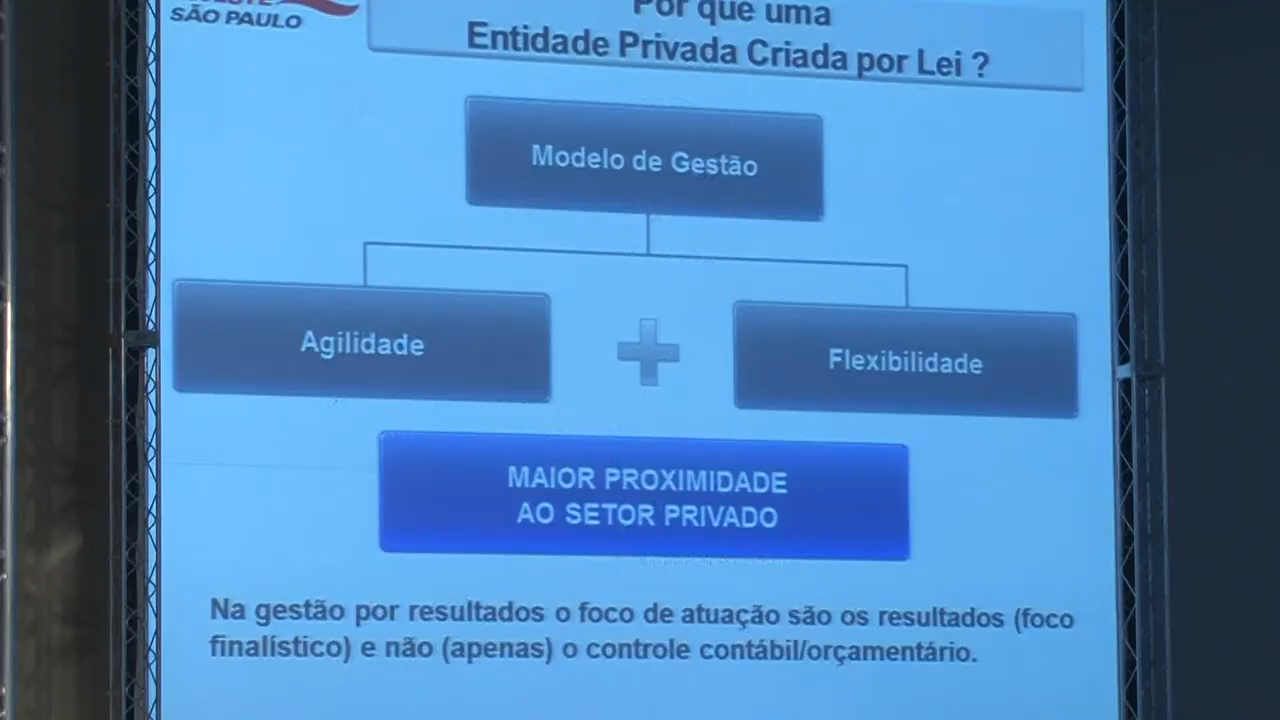 SÃO PAULO
Por que uma
Entidade Privada Criada por Lei ?
Modelo de Gestão
Agilidade
Flexibilidade
MAIOR PROXIMIDADE
AO SETOR PRIVADO
Na gestão por resultados o foco de atuação são os resultados (foco
finalístico) e não (apenas) o controle contábil/orçamentário.